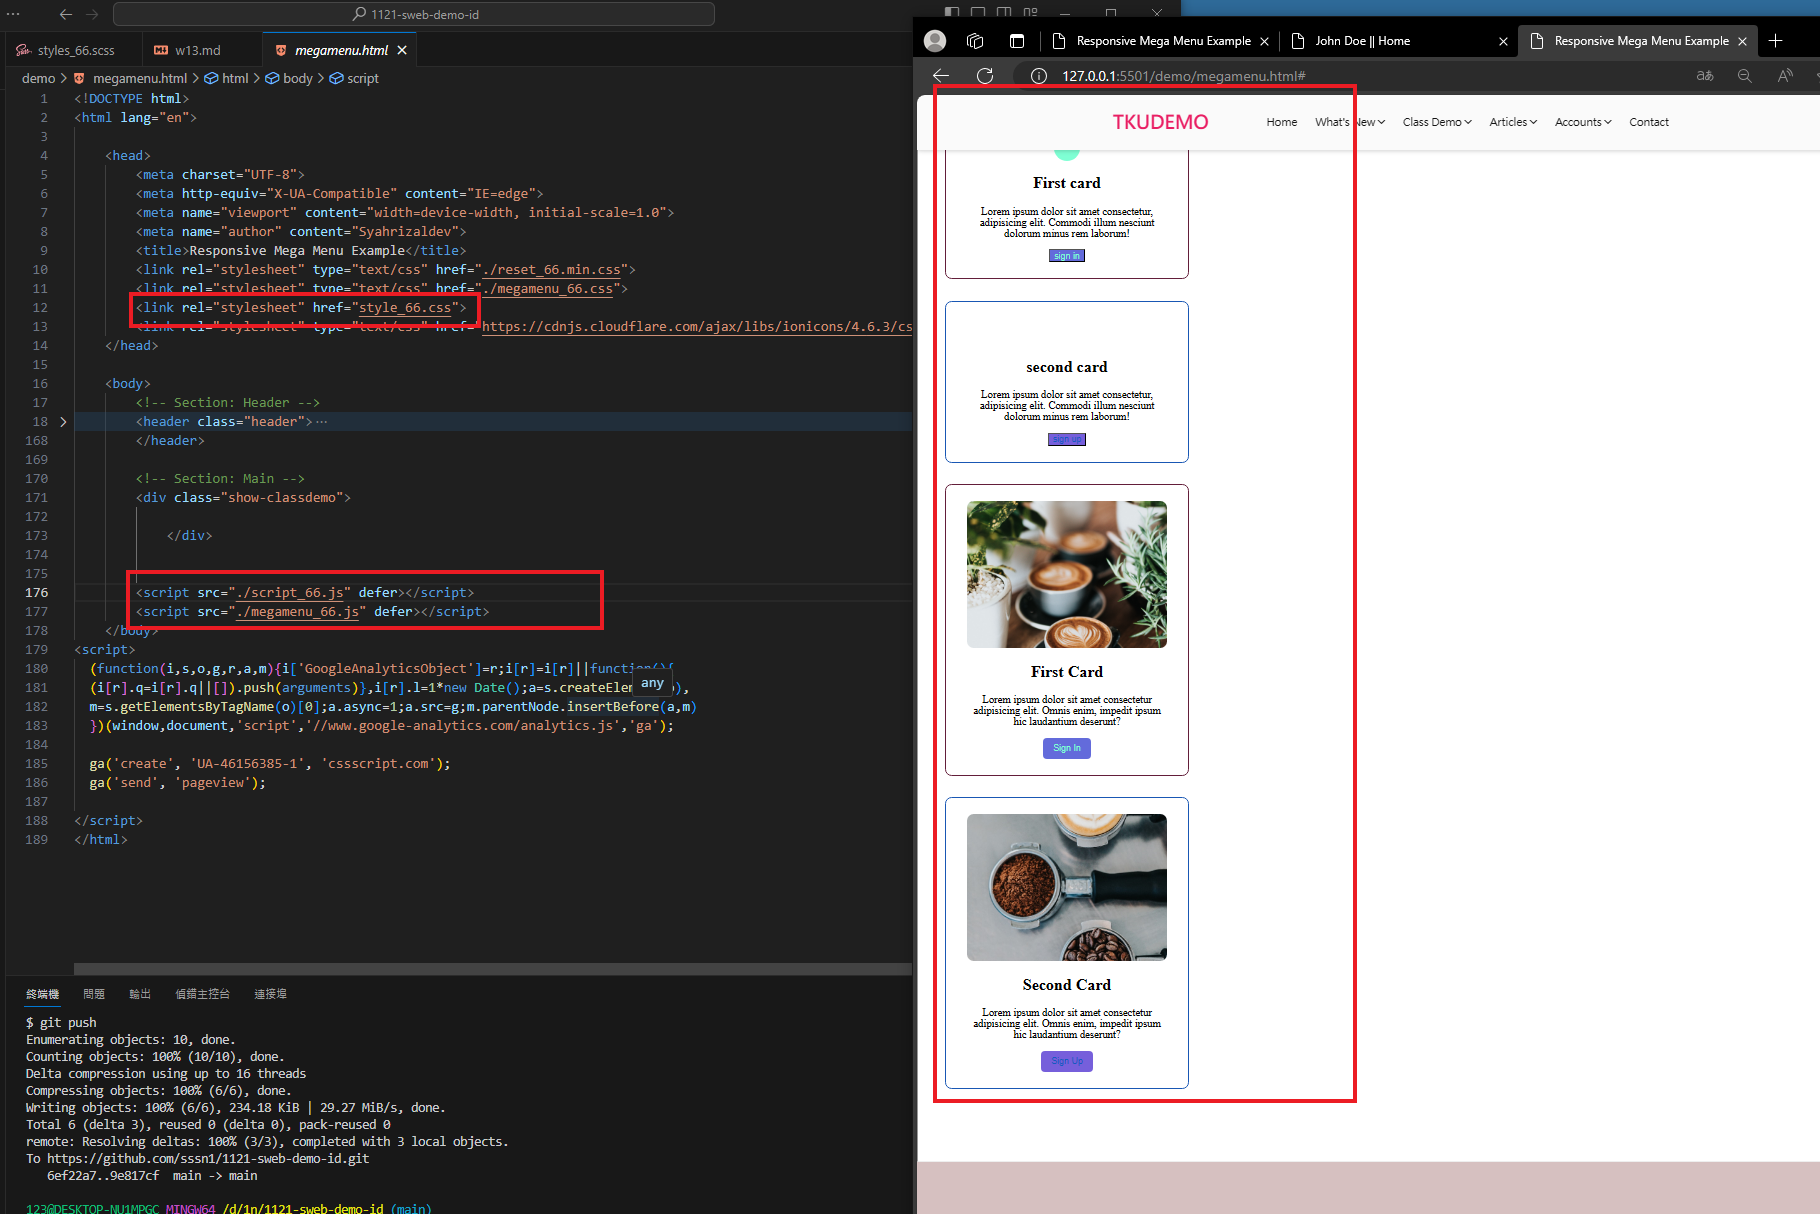 1121-sweb-demo-id
styles_66.scss
w13.md
megamenu.html
demo > megamenu.html > html > body > script
1 <!DOCTYPE html>
2 <html lang="en">
3
4 <head>
5 <meta charset="UTF-8">
6 <meta http-equiv="X-UA-Compatible" content="IE=edge">
7 <meta name="viewport" content="width=device-width, initial-scale=1.0">
8 <meta name="author" content="Syahrizaldev">
9 <title>Responsive Mega Menu Example</title>
10 <link rel="stylesheet" type="text/css" href="./reset_66.min.css">
11 <link rel="stylesheet" type="text/css" href="./megamenu_66.css">
12 <link rel="stylesheet" href="style_66.css">
13 <link rel="stylesheet" type="text/css" href="https://cdnjs.cloudflare.com/ajax/libs/ionicons/4.6.3/cs
14 </head>
15
16 <body>
17 <!-- Section: Header -->
18 <header class="header">…
168 </header>
169
170 <!-- Section: Main -->
171 <div class="show-classdemo">
172
173 </div>
174
175
176 <script src="./script_66.js" defer></script>
177 <script src="./megamenu_66.js" defer></script>
178 </body>
179 <script>
180 (function(i,s,o,g,r,a,m){i['GoogleAnalyticsObject']=r;i[r]=i[r]||function(){
181 (i[r].q=i[r].q||[]).push(arguments)},i[r].l=1*new Date();a=s.createElem
any
),
182 m=s.getElementsByTagName(o)[0];a.async=1;a.src=g;m.parentNode.insertBefore(a,m)
183 })(window,document,'script','//www.google-analytics.com/analytics.js','ga');
184
185 ga('create', 'UA-46156385-1', 'cssscript.com');
186 ga('send', 'pageview');
187
188 </script>
189 </html>
終端機 問題 輸出 偵錯主控台 連接埠
$ git push
Enumerating objects: 10, done.
Counting objects: 100% (10/10), done.
Delta compression using up to 16 threads
Compressing objects: 100% (6/6), done.
Writing objects: 100% (6/6), 234.18 KiB | 29.27 MiB/s, done.
Total 6 (delta 3), reused 0 (delta 0), pack-reused 0
remote: Resolving deltas: 100% (3/3), completed with 3 local objects.
To https://github.com/sssn1/1121-sweb-demo-id.git
6ef22a7..9e817cf main -> main
123@DESKTOP-NU1MPGC MINGW64 /d/1n/1121-sweb-demo-id (main)
Responsive Mega Menu Example
John Doe || Home
Responsive Mega Menu Example
127.0.0.1:5501/demo/megamenu.html#
TKUDEMO
Home What's New Class Demo Articles Accounts Contact
First card
Lorem ipsum dolor sit amet consectetur,
adipisicing elit. Commodi illum nesciunt
dolorum minus rem laborum!
sign in
second card
Lorem ipsum dolor sit amet consectetur,
adipisicing elit. Commodi illum nesciunt
dolorum minus rem laborum!
sign up
First Card
Lorem ipsum dolor sit amet consectetur
adipisicing elit. Omnis enim, impedit ipsum
hic laudantium deserunt?
Sign In
Second Card
Lorem ipsum dolor sit amet consectetur
adipisicing elit. Omnis enim, impedit ipsum
hic laudantium deserunt?
Sign Up